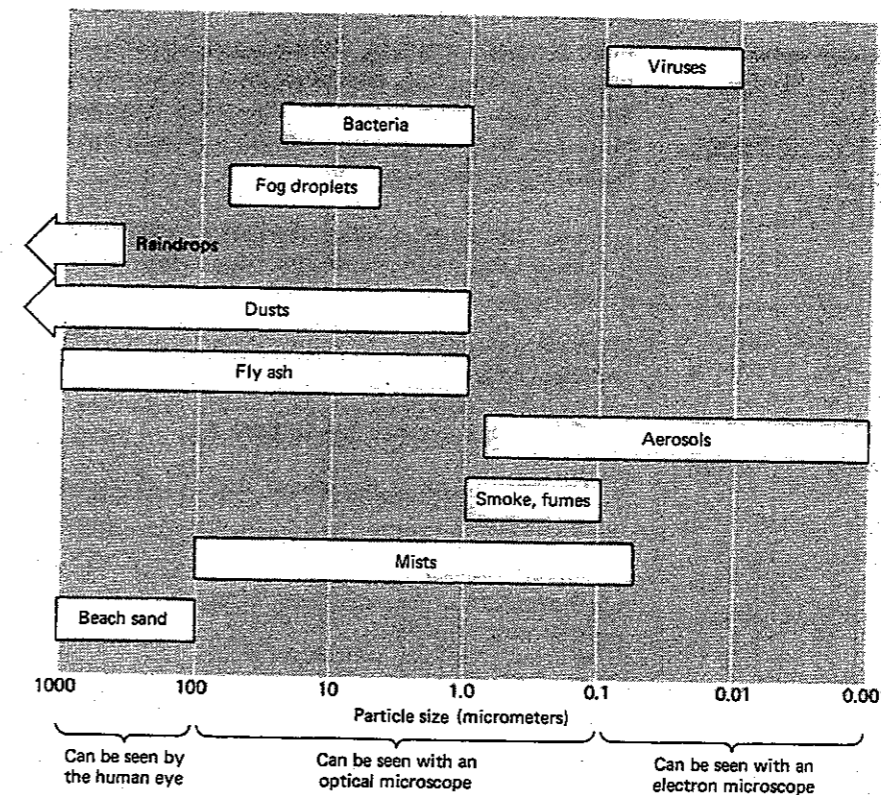 Viruses
Bacteria
Fog droplets
Raindrops
Dusts
Fly ash
Aerosols
Smoke, fumes
Mists
Beach sand
1000 100 10 1.0 0.1 0.01 0.00
Particle size (micrometers)
Can be seen by
the human eye
Can be seen with an
optical microscope
Can be seen with an
electron microscope